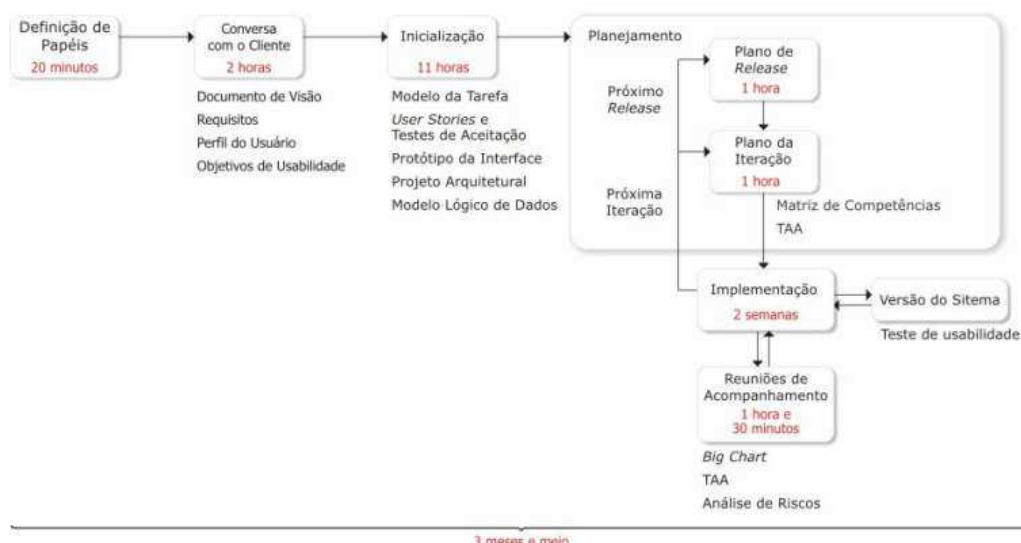 Definição de
Papéis
20 minutos
Conversa
com o Cliente
2 horas
Documento de Visão
Requisitos
Perfil do Usuário
Objetivos de Usabilidade
Inicialização
11 horas
Modelo da Tarefa
User Stories e
Testes de Aceitação
Protótipo da Interface
Projeto Arquitetural
Modelo Lógico de Dados
Planejamento
Plano de
Release
1 hora
Próximo
Release
Plano da
Iteração
1 hora
Próxima
Iteração
Matriz de Competências
TAA
Implementação
2 semanas
Versão do Sitema
Teste de usabilidade
Reuniões de
Acompanhamento
1 hora e
30 minutos
Big Chart
TAA
Análise de Riscos
3 meses e meio